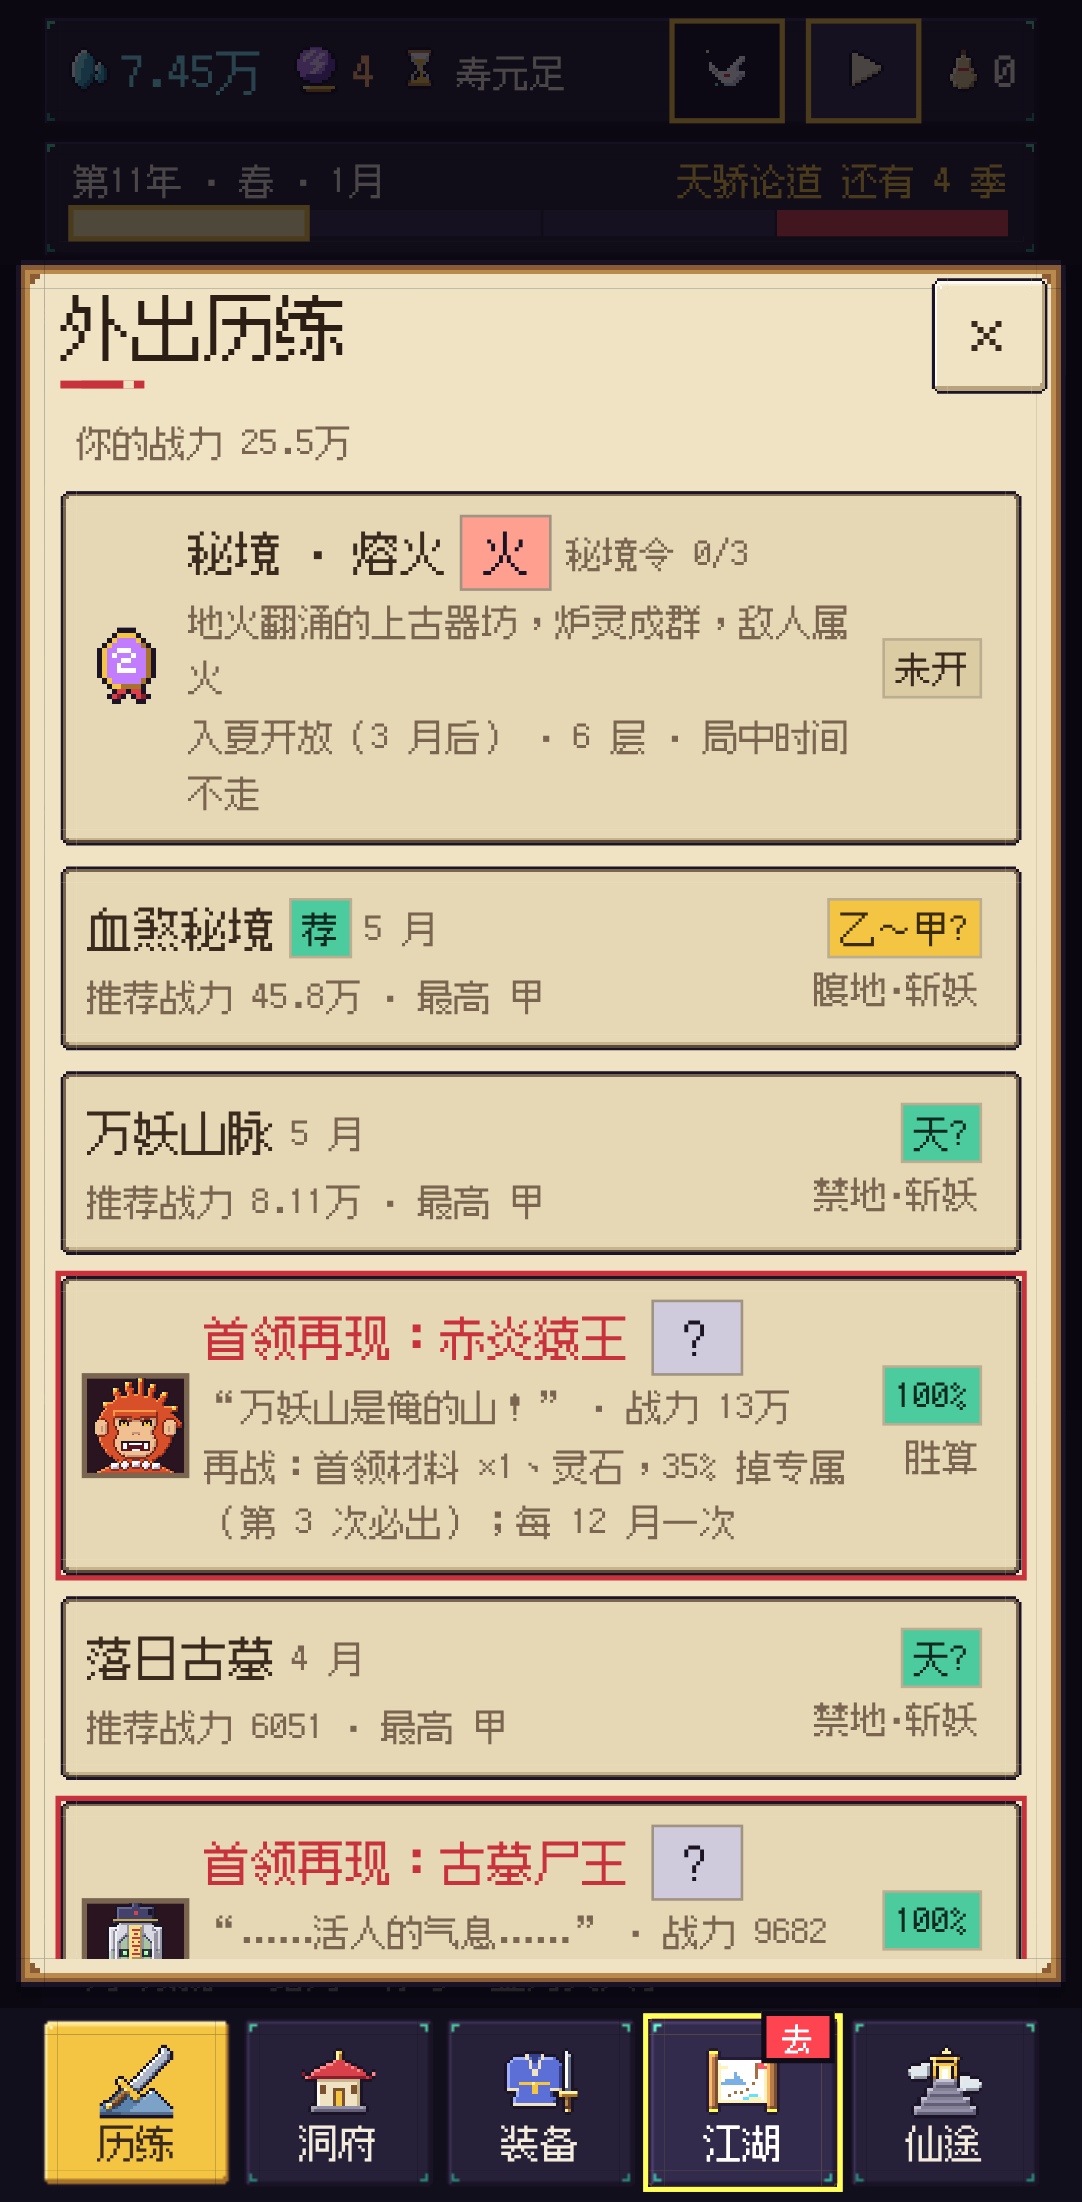 7.45万 4 寿元足 0
第11年 · 春 · 1月 天骄论道 还有 4 季
外出历练 ×
你的战力 25.5万
秘境 · 熔火 火 秘境令 0/3
地火翻涌的上古器坊，炉灵成群，敌人属
火
2
未开
入夏开放（3 月后） · 6 层 · 局中时间
不走
血煞秘境 荐 5 月 乙～甲?
推荐战力 45.8万 · 最高 甲 腹地·斩妖
万妖山脉 5 月 天?
推荐战力 8.11万 · 最高 甲 禁地·斩妖
首领再现：赤炎猿王 ?
“万妖山是俺的山！” · 战力 13万 100%
再战：首领材料 ×1、灵石，35% 掉专属 胜算
（第 3 次必出）；每 12 月一次
落日古墓 4 月 天?
推荐战力 6051 · 最高 甲 禁地·斩妖
首领再现：古墓尸王 ?
“……活人的气息……” · 战力 9682 100%
去
历练 洞府 装备 江湖 仙途